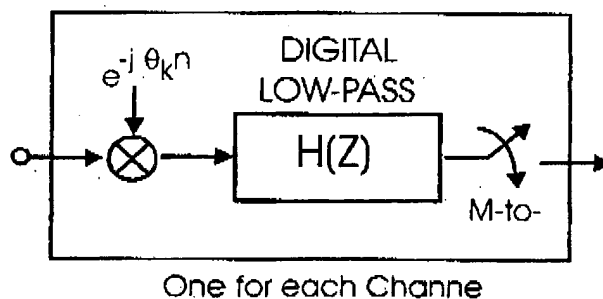 e-j θkn
DIGITAL
LOW-PASS
H(Z)
M-to-
One for each Channe